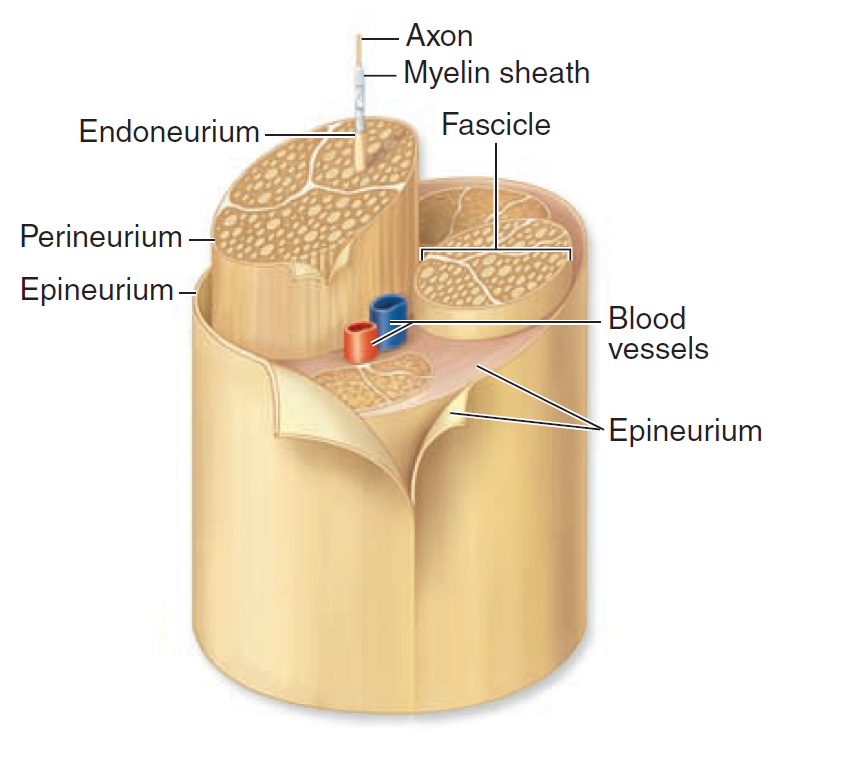 Axon
Myelin sheath
Endoneurium
Fascicle
Perineurium
Epineurium
Blood
vessels
Epineurium